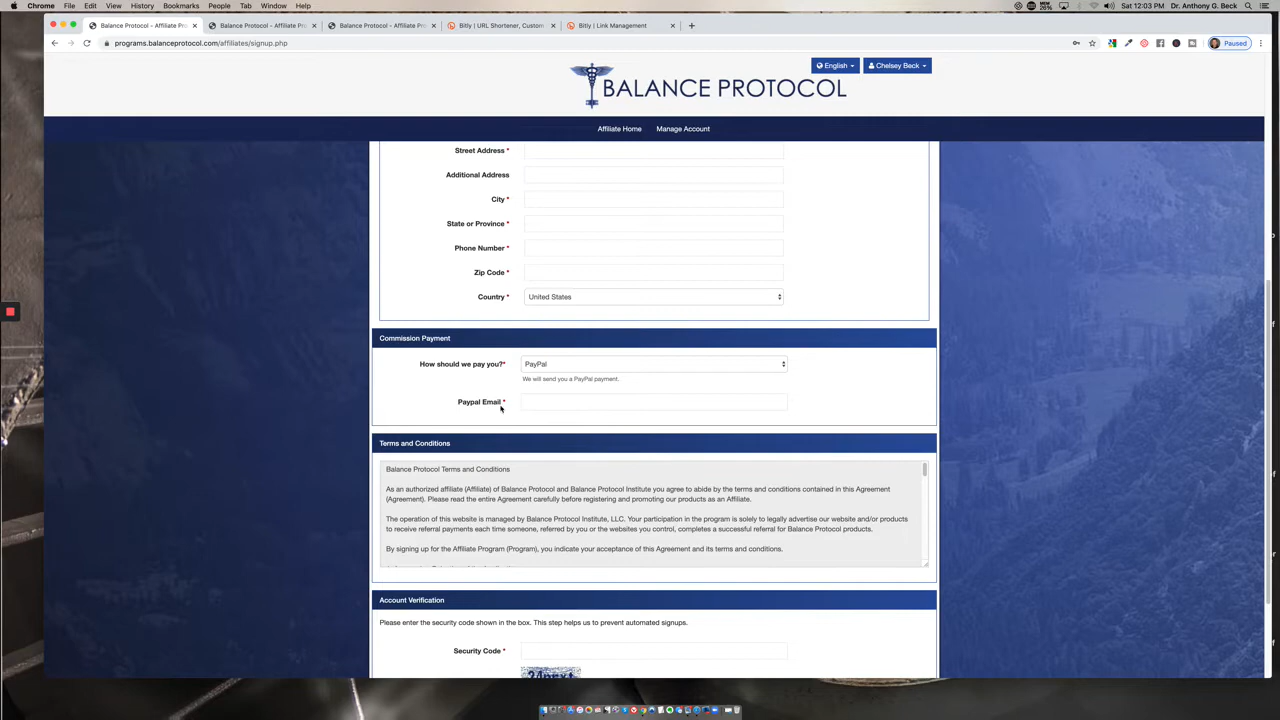 Chrome File Edit View History Bookmarks People Tab Window Help Sat 12:03 PM Dr. Anthony G. Beck
Balance Protocol - Affiliate Pr × Balance Protocol - Affiliate Pro × Balance Protocol - Affiliate Pro × Bitly | URL Shortener, Custom × Bitly | Link Management × +
programs.balanceprotocol.com/affiliates/signup.php Paused
English Chelsey Beck
BALANCE PROTOCOL
Affiliate Home Manage Account
Street Address *
Additional Address
City *
State or Province *
Phone Number *
Zip Code *
Country * United States
Commission Payment
How should we pay you?* PayPal
We will send you a PayPal payment.
Paypal Email *
Terms and Conditions
Balance Protocol Terms and Conditions
As an authorized affiliate (Affiliate) of Balance Protocol and Balance Protocol Institute you agree to abide by the terms and conditions contained in this Agreement
(Agreement). Please read the entire Agreement carefully before registering and promoting our products as an Affiliate.
The operation of this website is managed by Balance Protocol Institute, LLC. Your participation in the program is solely to legally advertise our website and/or products
to receive referral payments each time someone, referred by you or the websites you control, completes a successful referral for Balance Protocol products.
By signing up for the Affiliate Program (Program), you indicate your acceptance of this Agreement and its terms and conditions.
Account Verification
Please enter the security code shown in the box. This step helps us to prevent automated signups.
Security Code *